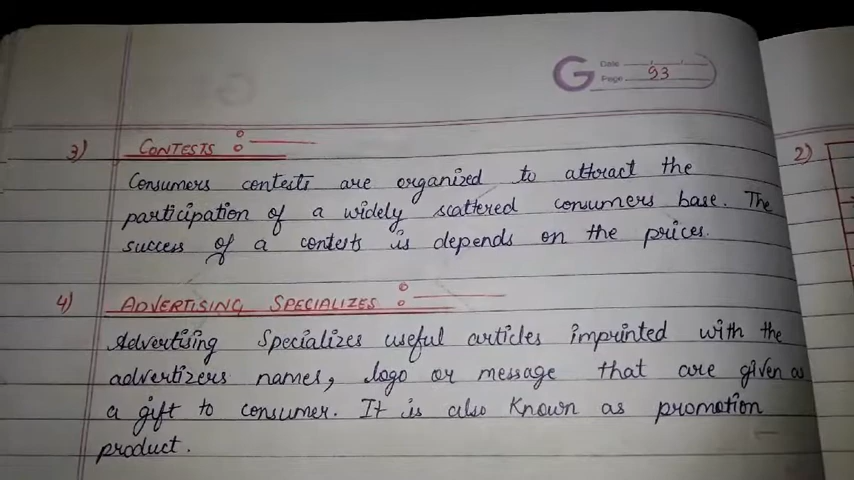 G Date
Page 93
3) CONTESTS :-
Consumers contests are organized to attract the
participation of a widely scattered consumers base. The
success of a contests is depends on the prices.
4) ADVERTISING SPECIALIZES :-
Advertising Specializes useful articles imprinted with the
advertizers names, logo or message that are given as
a gift to consumer. It is also Known as promotion
product.
2)